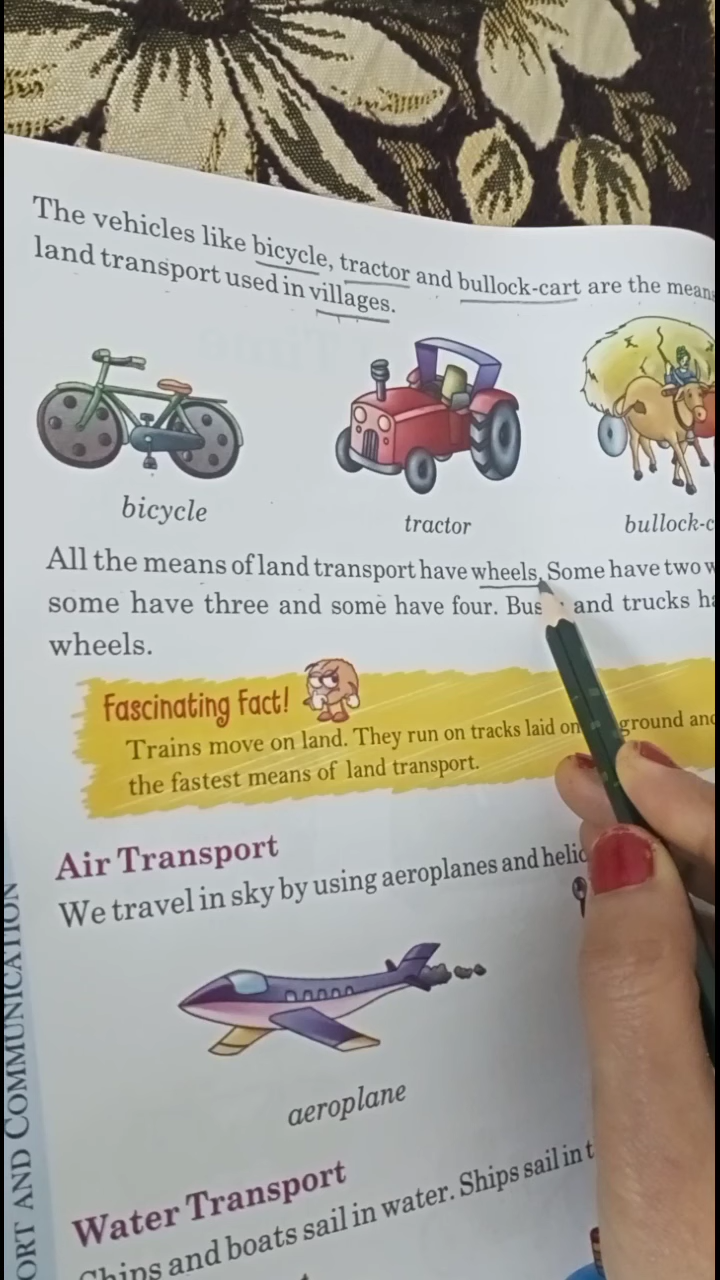 The vehicles like bicycle, tractor and bullock-cart are the means
land transport used in villages.
bicycle
tractor
bullock-c
All the means of land transport have wheels. Some have two w
some have three and some have four. Bus and trucks ha
wheels.
Fascinating Fact!
Trains move on land. They run on tracks laid on ground and
the fastest means of land transport.
Air Transport
We travel in sky by using aeroplanes and helic
aeroplane
Water Transport
Ships and boats sail in water. Ships sail in t
ORT AND COMMUNICATION